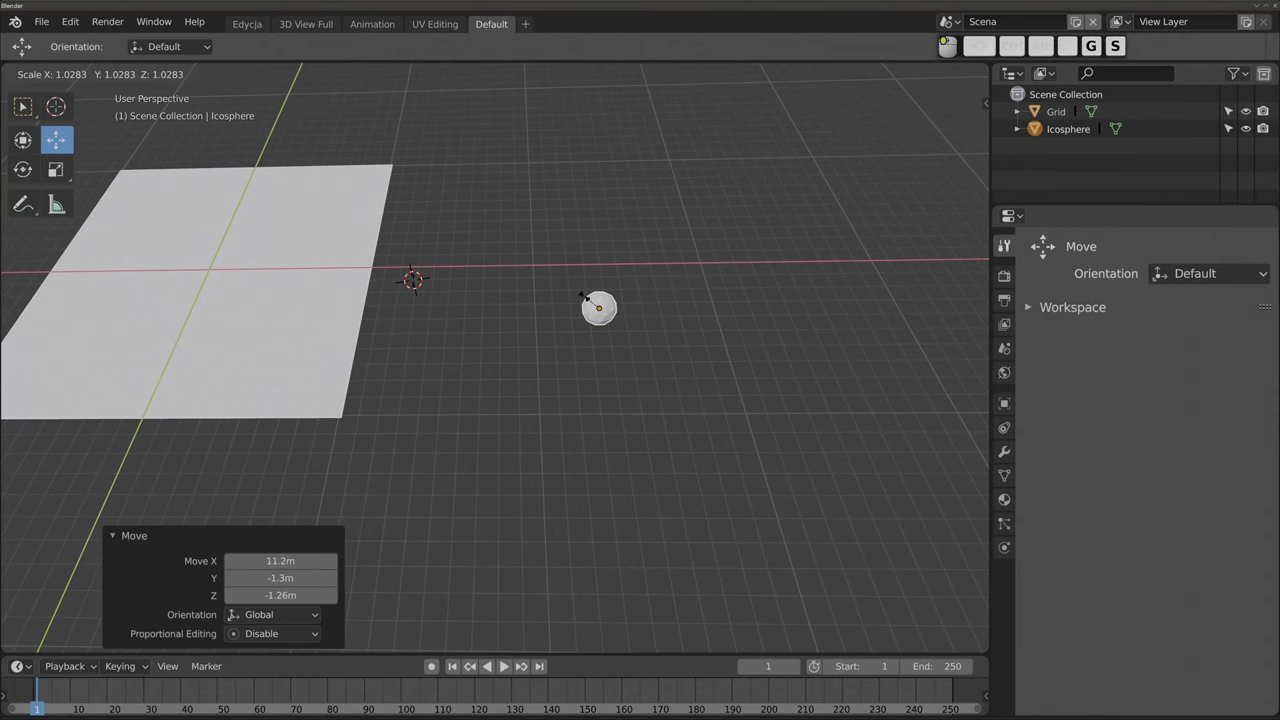 Blender
File Edit Render Window Help
Edycja 3D View Full Animation UV Editing Default +
Scena
View Layer
Orientation: Default
G S
Scale X: 1.0283 Y: 1.0283 Z: 1.0283
User Perspective
(1) Scene Collection | Icosphere
Scene Collection
Grid
Icosphere
Move
Orientation Default
Workspace
Move
Move X 11.2m
Y -1.3m
Z -1.26m
Orientation Global
Proportional Editing Disable
Playback Keying View Marker
1 Start: 1 End: 250
1 10 20 30 40 50 60 70 80 90 100 110 120 130 140 150 160 170 180 190 200 210 220 230 240 250